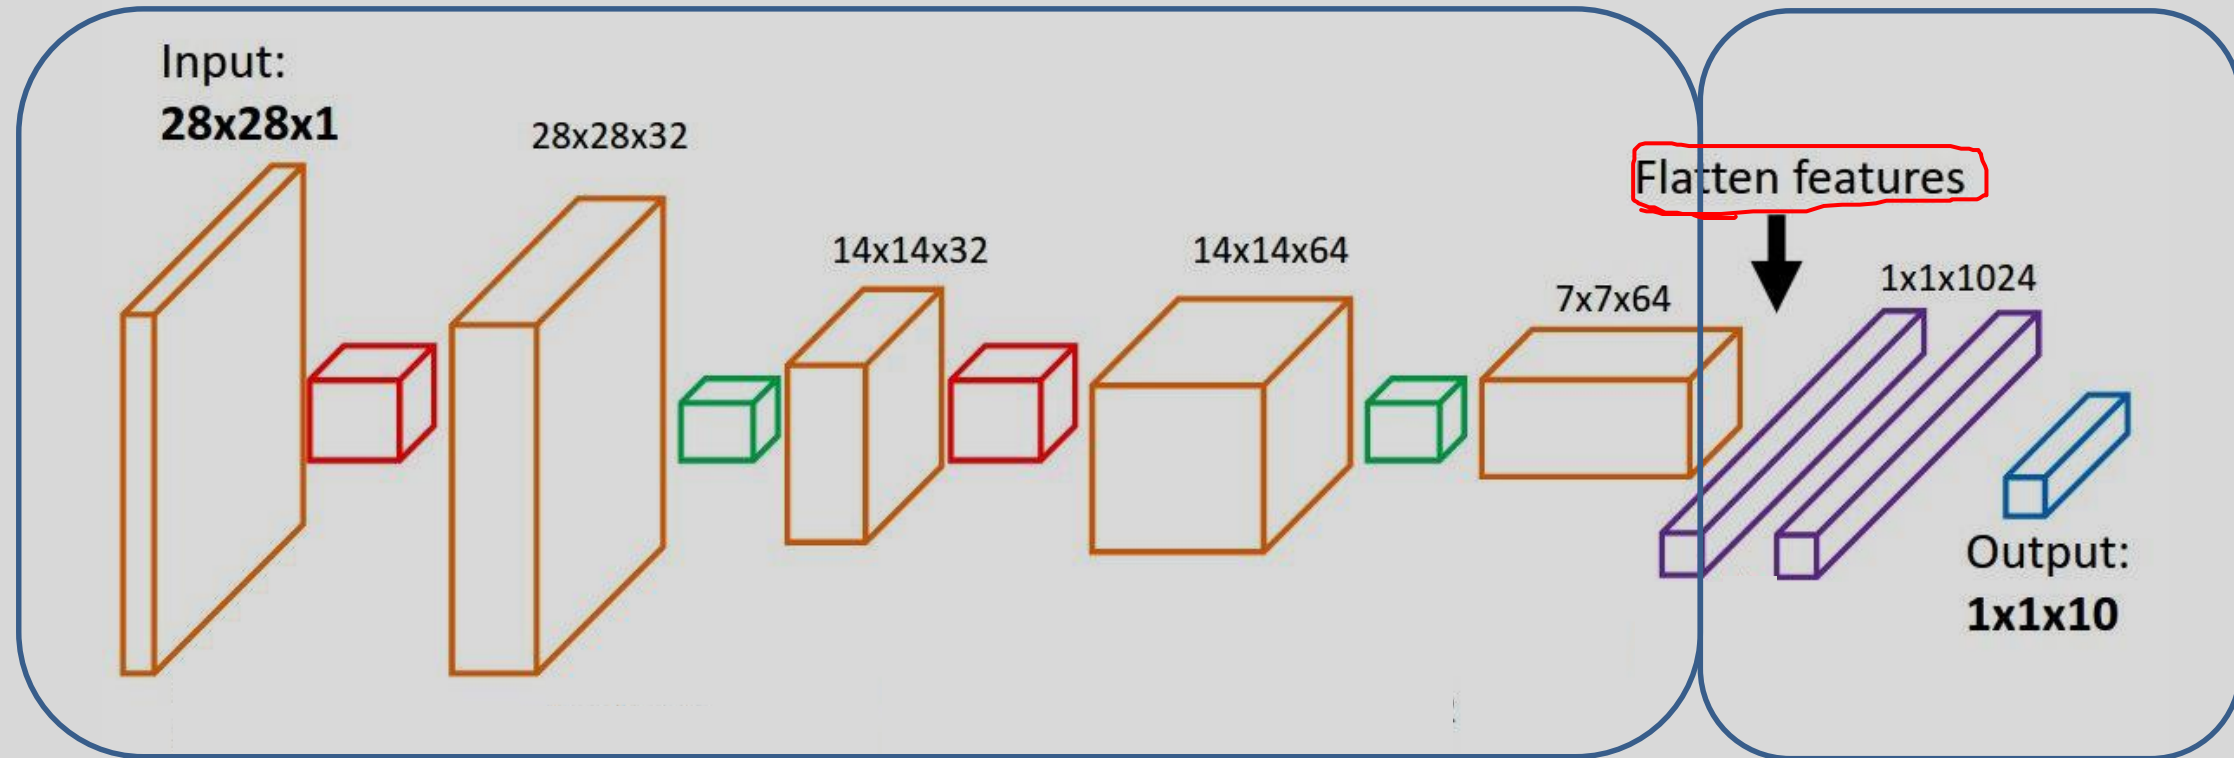 Input:
28x28x1
28x28x32
14x14x32
14x14x64
7x7x64
Flatten features
1x1x1024
Output:
1x1x10